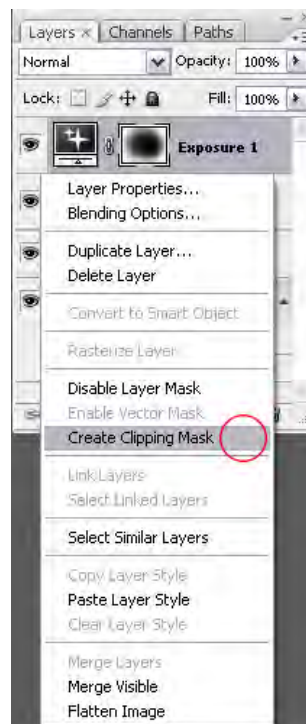 Layers × Channels Paths
Normal Opacity: 100%
Lock: Fill: 100%
Exposure 1
Layer Properties...
Blending Options...
Duplicate Layer...
Delete Layer
Convert to Smart Object
Rasterize Layer
Disable Layer Mask
Enable Vector Mask
Create Clipping Mask
Link Layers
Select Linked Layers
Select Similar Layers
Copy Layer Style
Paste Layer Style
Clear Layer Style
Merge Layers
Merge Visible
Flatten Image